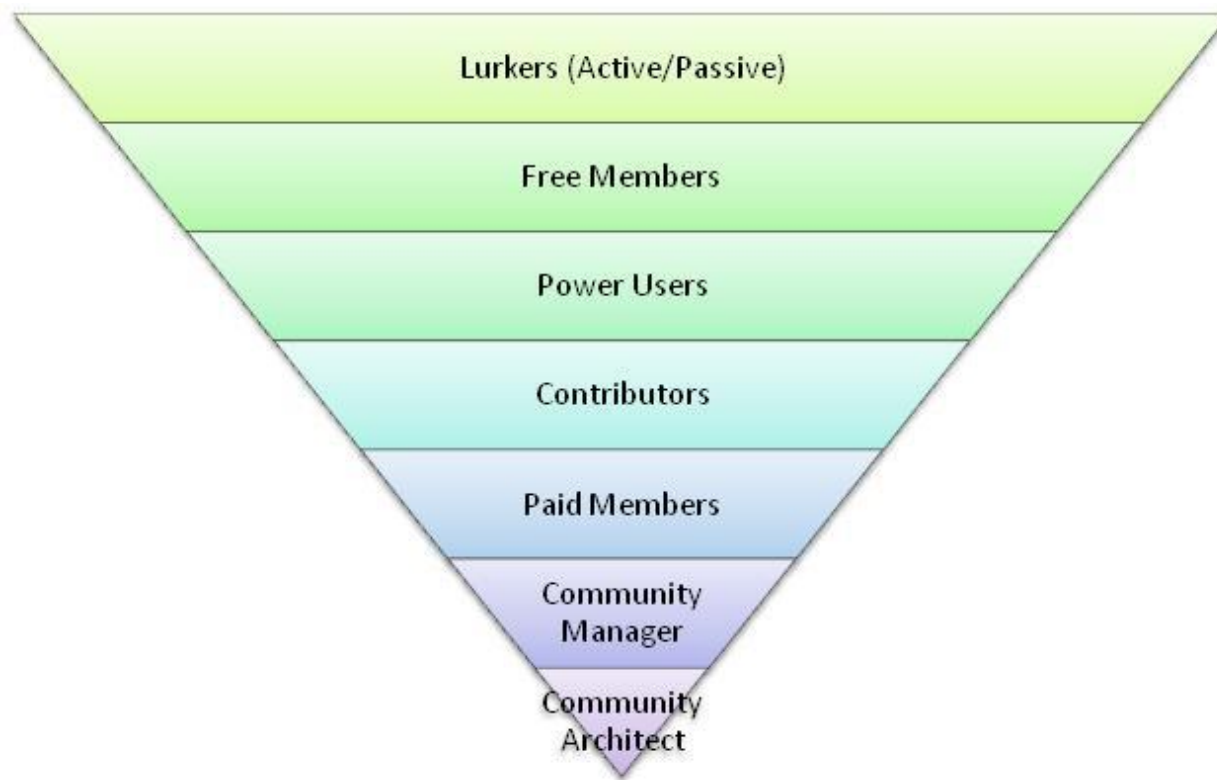 Lurkers (Active/Passive)
Free Members
Power Users
Contributors
Paid Members
Community
Manager
Community
Architect